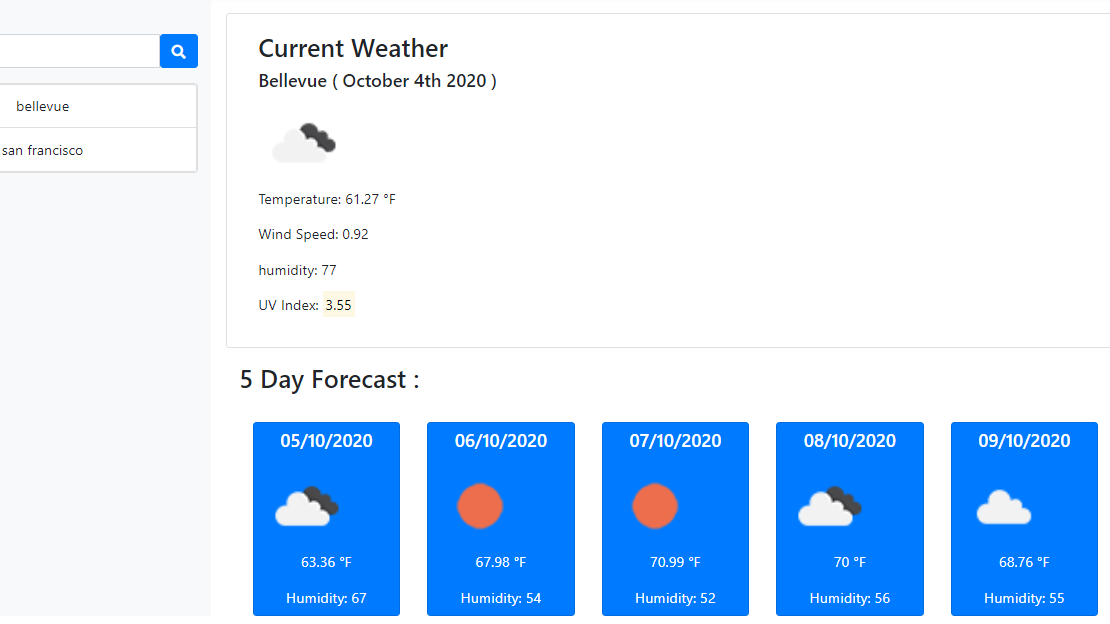 bellevue
san francisco
Current Weather
Bellevue ( October 4th 2020 )
Temperature: 61.27 °F
Wind Speed: 0.92
humidity: 77
UV Index: 3.55
5 Day Forecast :
05/10/2020
63.36 °F
Humidity: 67
06/10/2020
67.98 °F
Humidity: 54
07/10/2020
70.99 °F
Humidity: 52
08/10/2020
70 °F
Humidity: 56
09/10/2020
68.76 °F
Humidity: 55